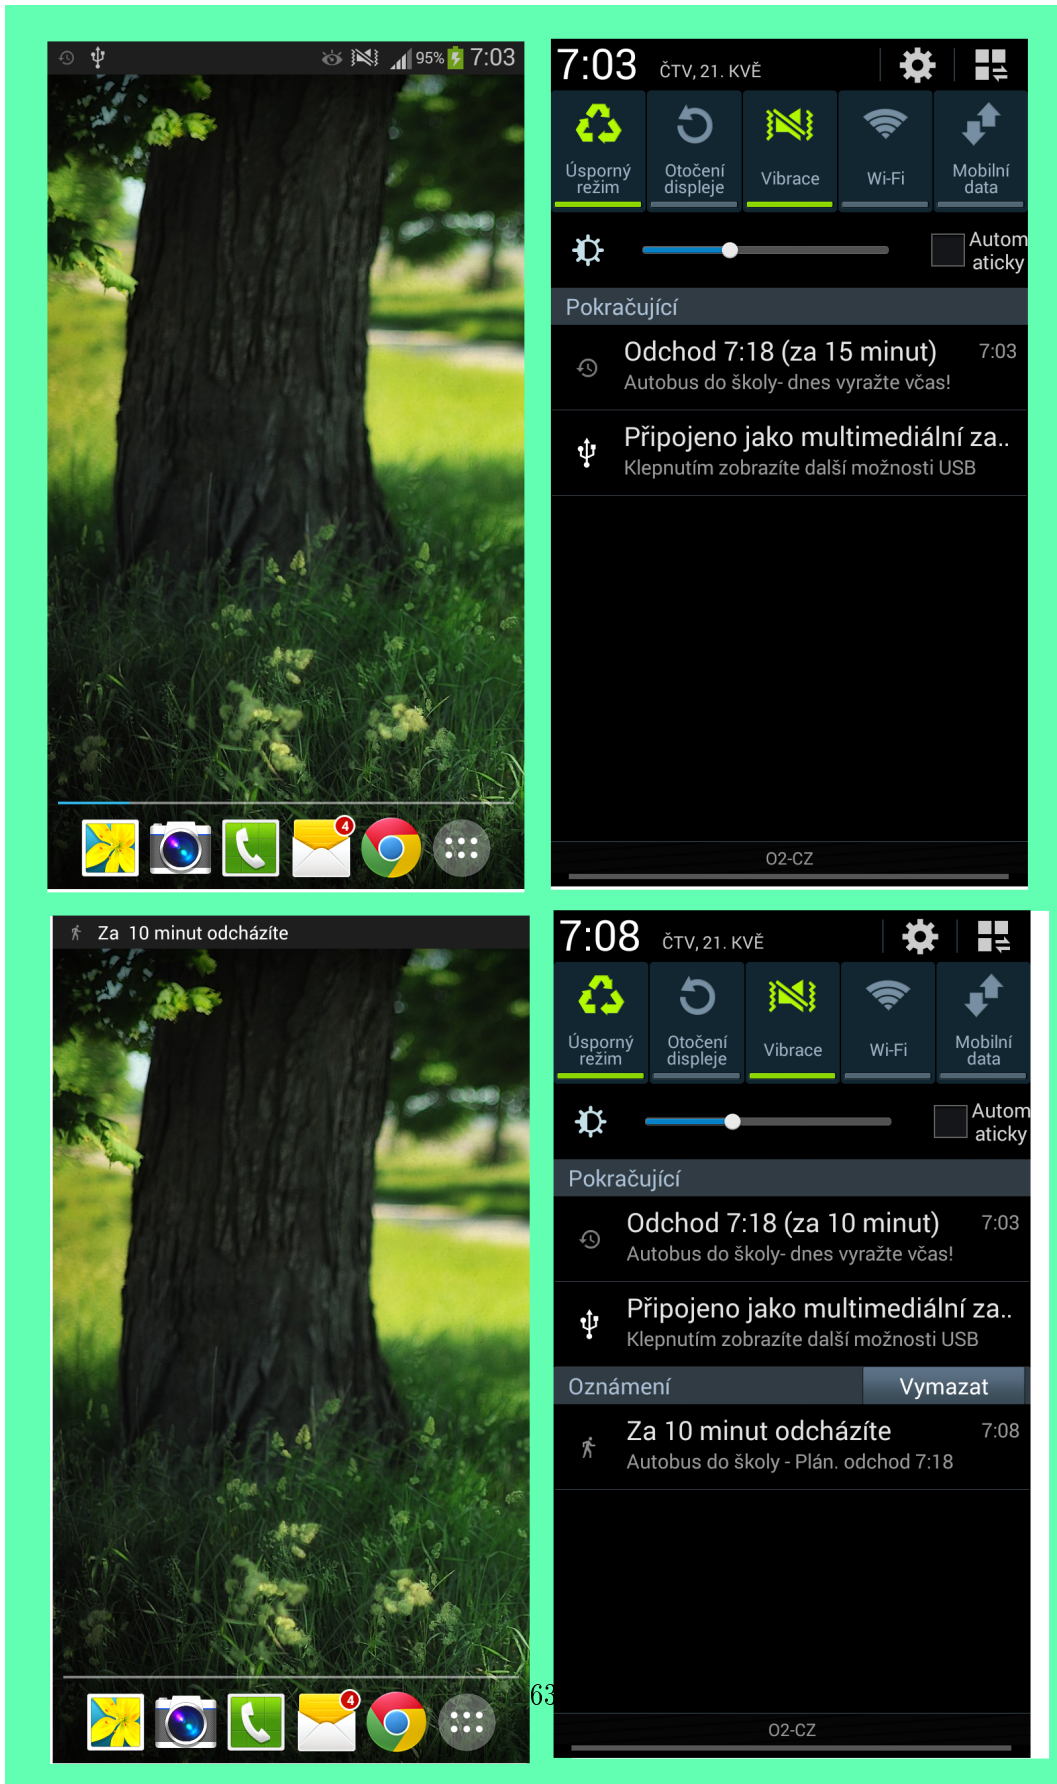 95% 7:03
4
7:03 ČTV, 21. KVĚ
Úsporný režim
Otočení displeje
Vibrace
Wi-Fi
Mobilní data
Autom
aticky
Pokračující
Odchod 7:18 (za 15 minut) 7:03
Autobus do školy- dnes vyražte včas!
Připojeno jako multimediální za..
Klepnutím zobrazíte další možnosti USB
O2-CZ
Za 10 minut odcházíte
4
7:08 ČTV, 21. KVĚ
Úsporný režim
Otočení displeje
Vibrace
Wi-Fi
Mobilní data
Autom
aticky
Pokračující
Odchod 7:18 (za 10 minut) 7:03
Autobus do školy- dnes vyražte včas!
Připojeno jako multimediální za..
Klepnutím zobrazíte další možnosti USB
Oznámení Vymazat
Za 10 minut odcházíte 7:08
Autobus do školy - Plán. odchod 7:18
O2-CZ
63